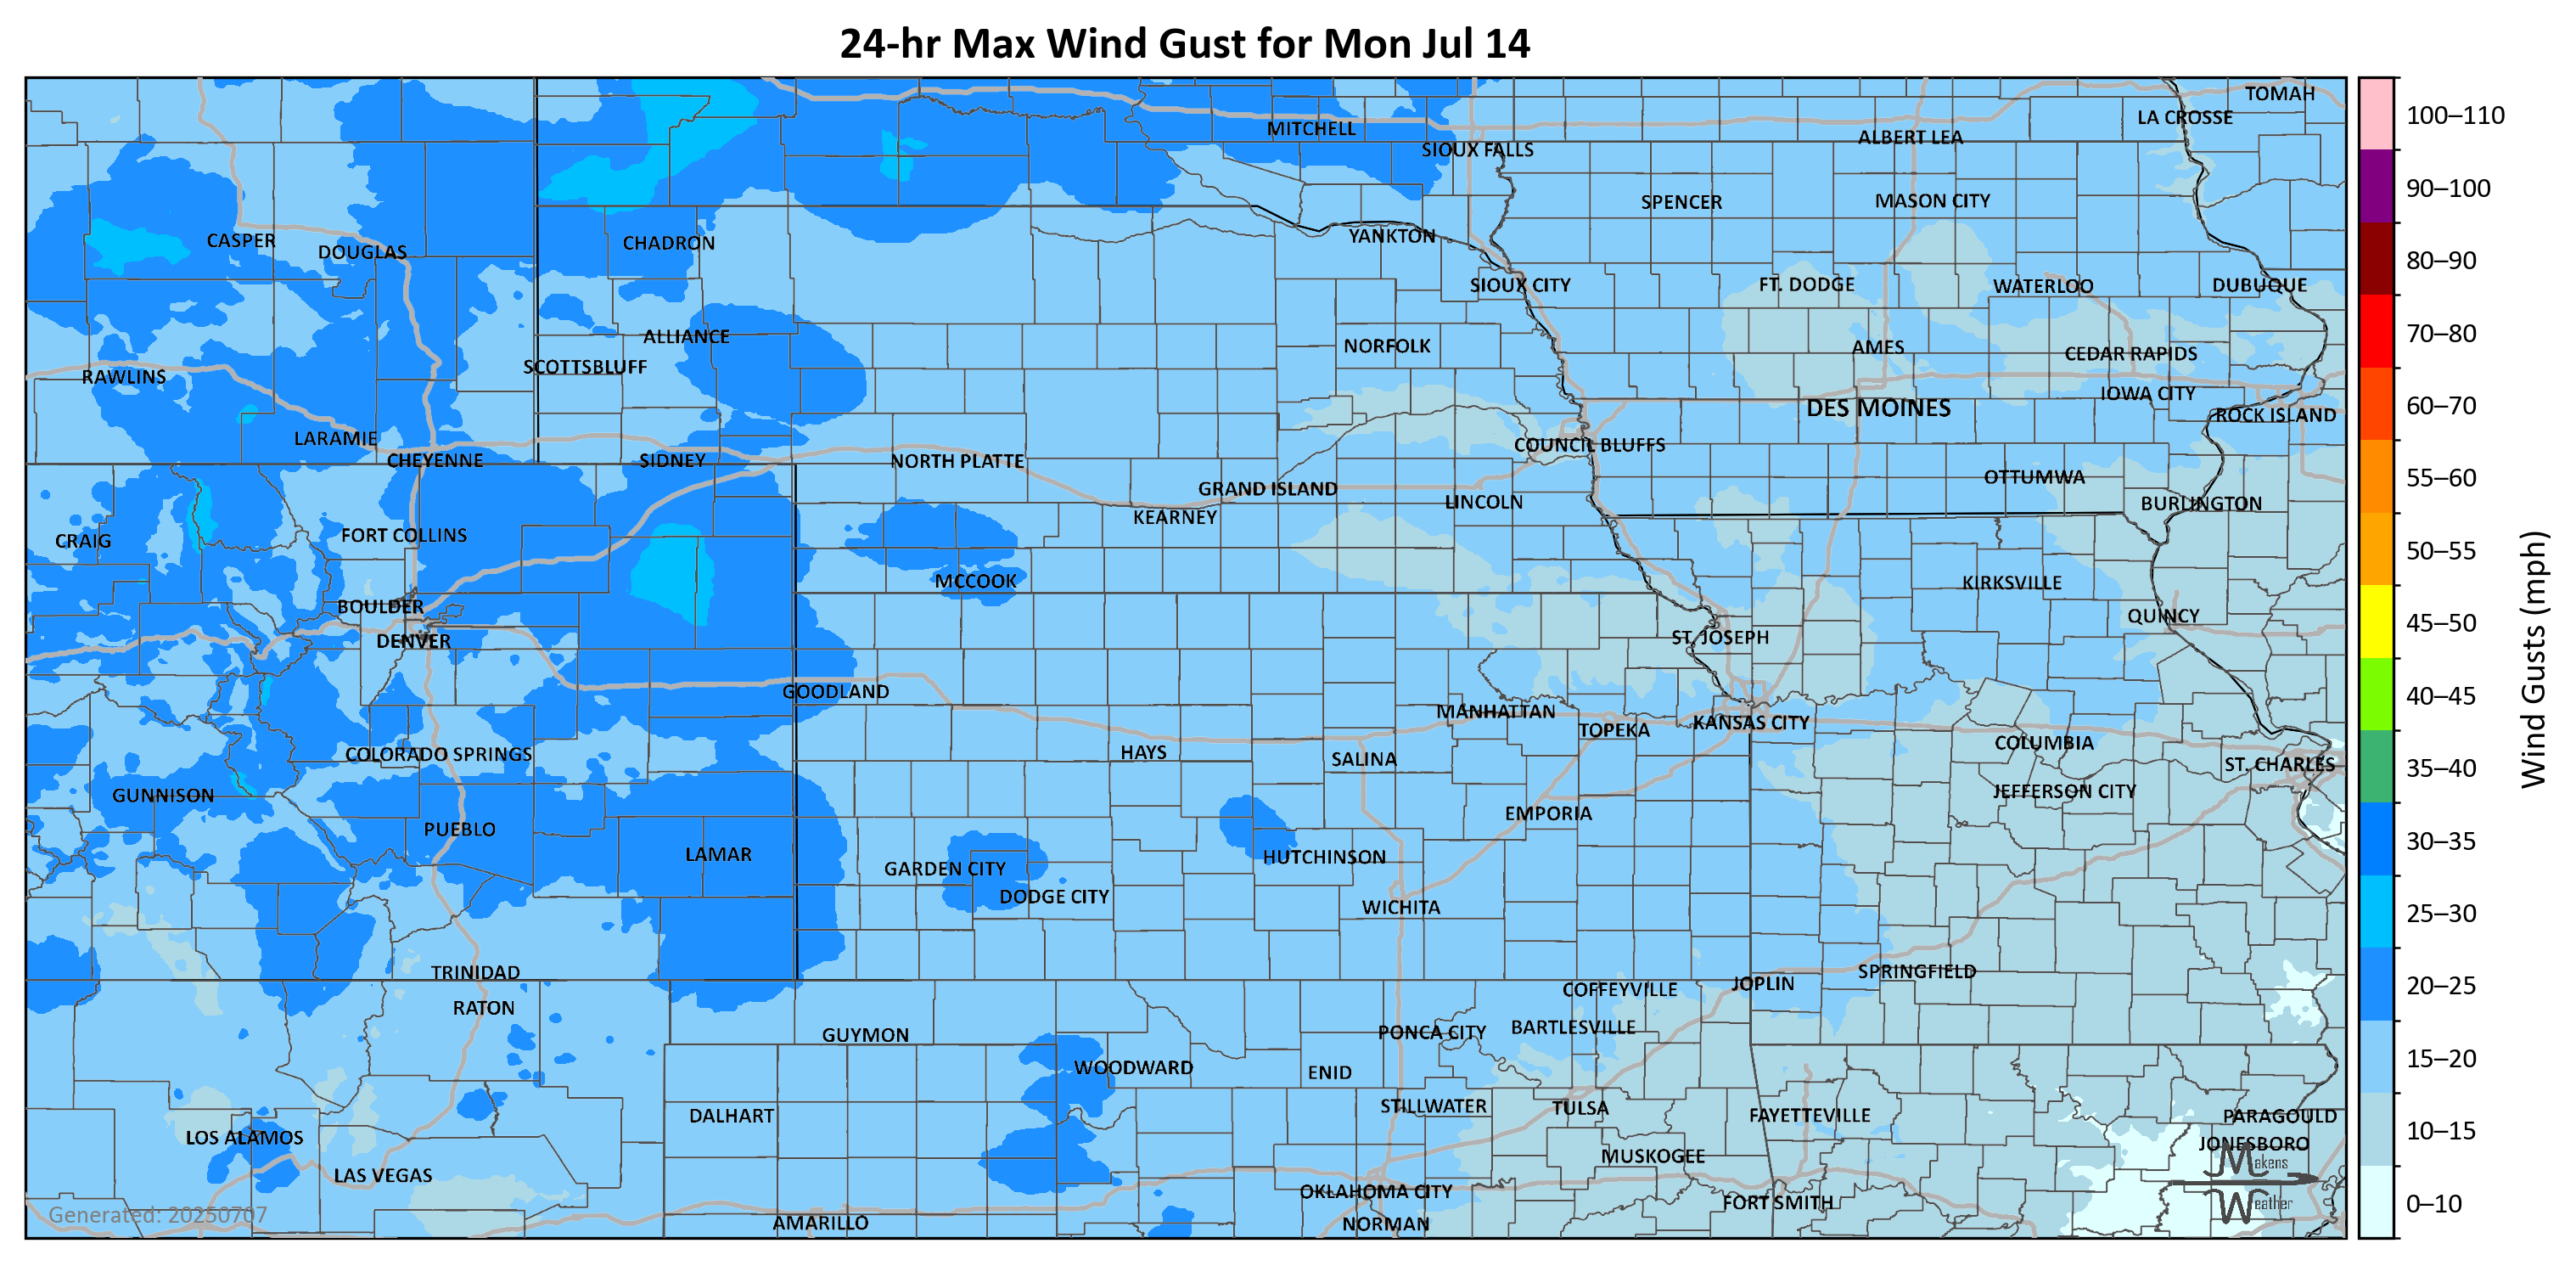 24-hr Max Wind Gust for Mon Jul 14
TOMAH
LA CROSSE
MITCHELL
ALBERT LEA
SIOUX FALLS
SPENCER
MASON CITY
CASPER
DOUGLAS
CHADRON
YANKTON
SIOUX CITY
FT. DODGE
WATERLOO
DUBUQUE
ALLIANCE
NORFOLK
AMES
CEDAR RAPIDS
SCOTTSBLUFF
RAWLINS
IOWA CITY
DES MOINES
ROCK ISLAND
LARAMIE
COUNCIL BLUFFS
CHEYENNE
SIDNEY
NORTH PLATTE
OTTUMWA
GRAND ISLAND
LINCOLN
BURLINGTON
KEARNEY
CRAIG
FORT COLLINS
MCCOOK
KIRKSVILLE
BOULDER
QUINCY
DENVER
ST. JOSEPH
GOODLAND
MANHATTAN
KANSAS CITY
TOPEKA
COLUMBIA
COLORADO SPRINGS
HAYS
SALINA
ST. CHARLES
GUNNISON
JEFFERSON CITY
EMPORIA
PUEBLO
LAMAR
HUTCHINSON
GARDEN CITY
DODGE CITY
WICHITA
TRINIDAD
SPRINGFIELD
JOPLIN
COFFEYVILLE
RATON
BARTLESVILLE
GUYMON
PONCA CITY
WOODWARD
ENID
STILLWATER
TULSA
DALHART
FAYETTEVILLE
PARAGOULD
LOS ALAMOS
JONESBORO
MUSKOGEE
LAS VEGAS
OKLAHOMA CITY
FORT SMITH
AMARILLO
NORMAN
Generated: 20250707
Makens
Weather
100–110
90–100
80–90
70–80
60–70
55–60
50–55
45–50
40–45
35–40
30–35
25–30
20–25
15–20
10–15
0–10
Wind Gusts (mph)